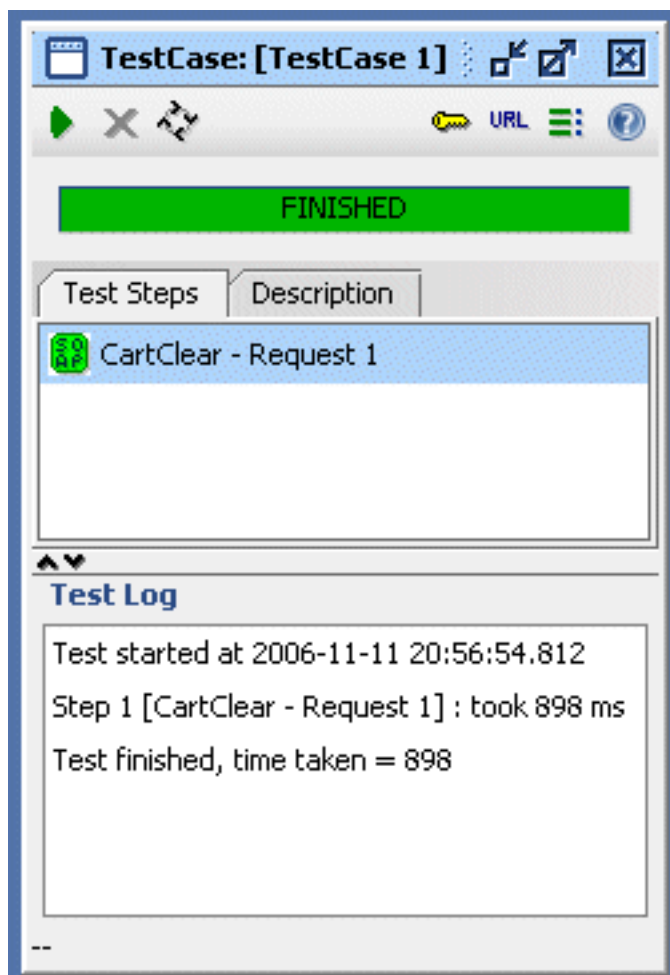 TestCase: [TestCase 1]
URL
FINISHED
Test Steps
Description
SO
AP
CartClear - Request 1
Test Log
Test started at 2006-11-11 20:56:54.812
Step 1 [CartClear - Request 1] : took 898 ms
Test finished, time taken = 898
--